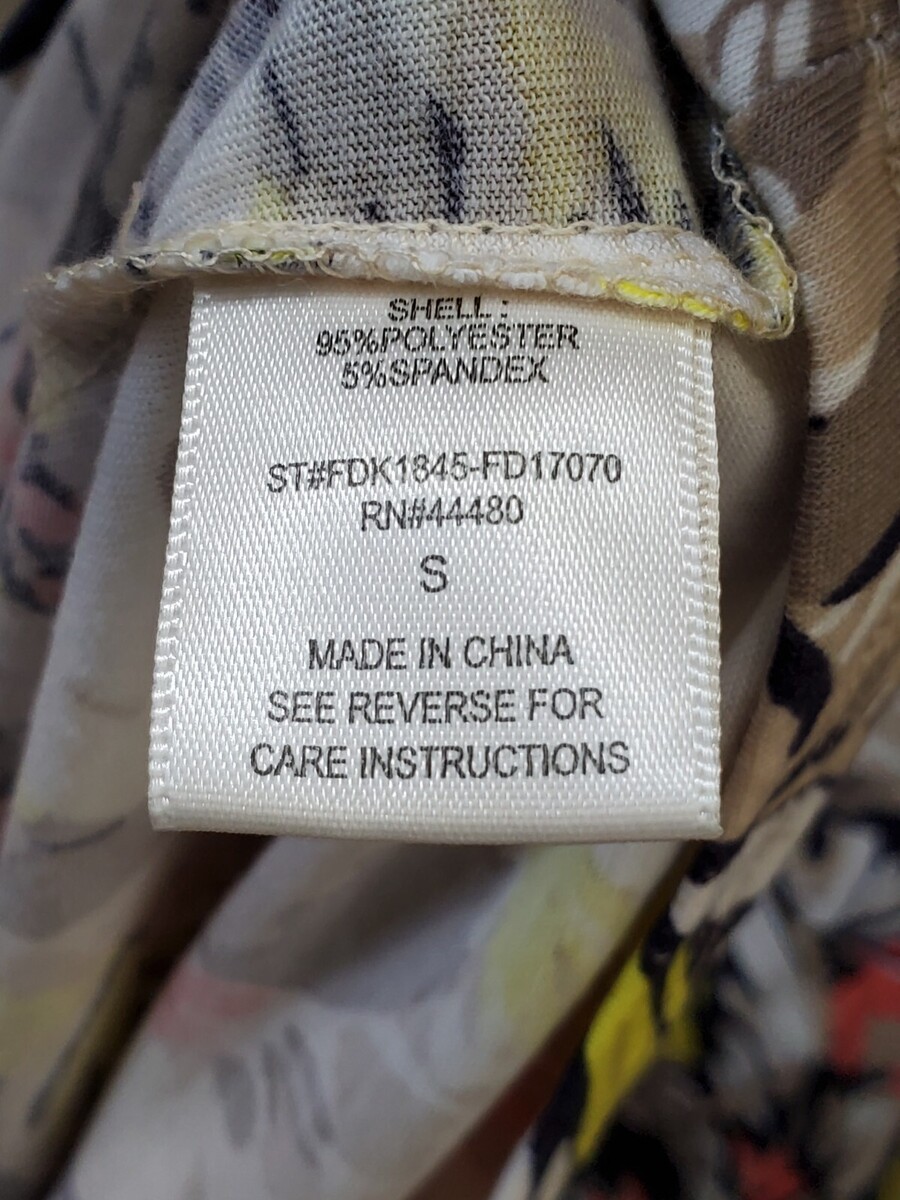 SHELL :
95%POLYESTER
5%SPANDEX
ST#FDK1845-FD17070
RN#44480
S
MADE IN CHINA
SEE REVERSE FOR
CARE INSTRUCTIONS